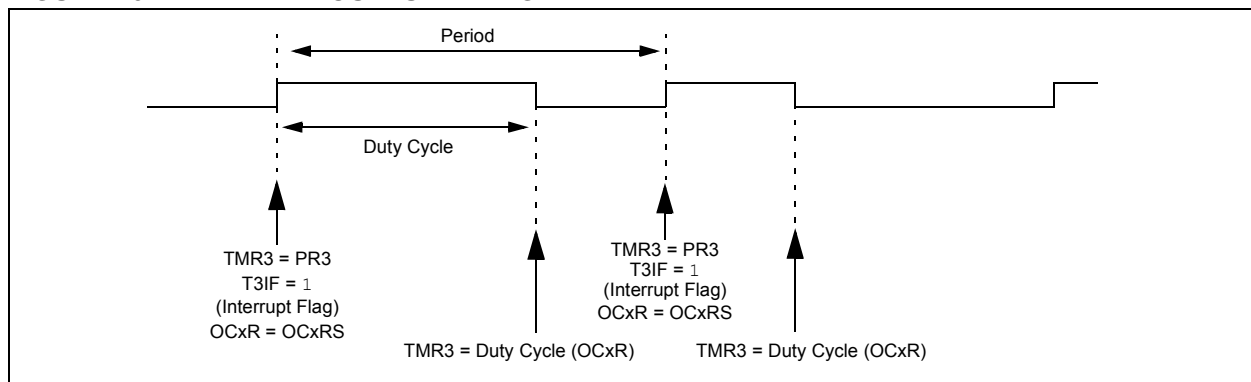 Period
Duty Cycle
TMR3 = PR3
T3IF = 1
(Interrupt Flag)
OCxR = OCxRS
TMR3 = Duty Cycle (OCxR)
TMR3 = PR3
T3IF = 1
(Interrupt Flag)
OCxR = OCxRS
TMR3 = Duty Cycle (OCxR)